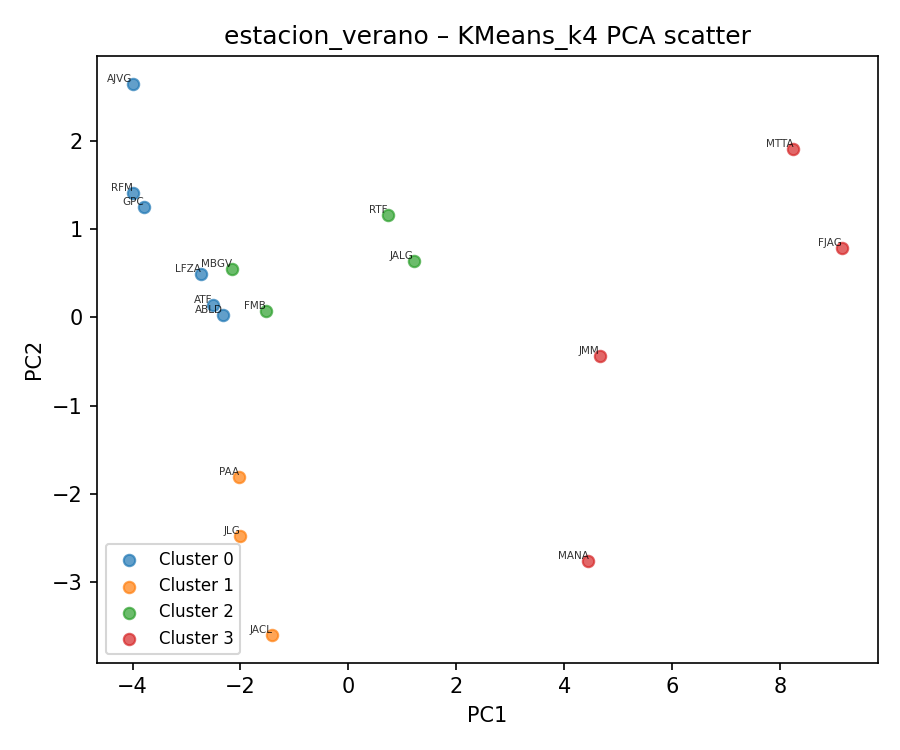 estacion_verano – KMeans_k4 PCA scatter
AJVG
MTTA
RFM
GPC
RTF
FJAG
JALG
LFZA
MBGV
ATF
ABLD
FMB
JMM
PAA
JLG
MANA
JACL
Cluster 0
Cluster 1
Cluster 2
Cluster 3
2
1
0
−1
−2
−3
PC2
−4
−2
0
2
4
6
8
PC1